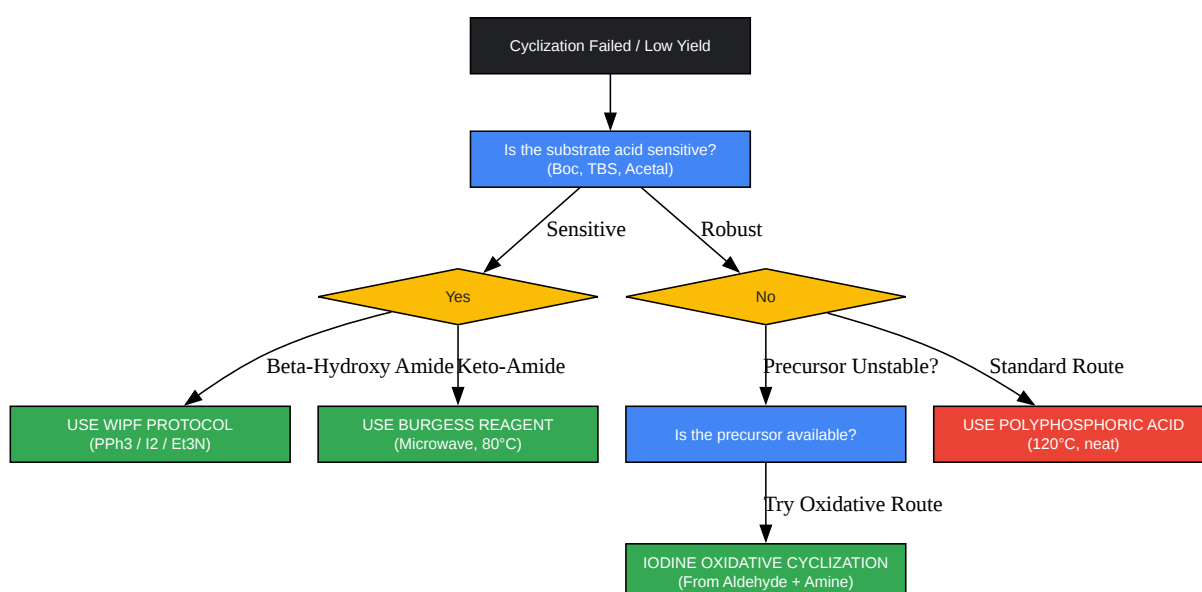 Cyclization Failed / Low Yield
Is the substrate acid sensitive?
(Boc, TBS, Acetal)
Sensitive
Robust
Yes
No
Beta-Hydroxy Amide
Keto-Amide
Precursor Unstable?
Standard Route
USE WIPF PROTOCOL
(PPh3 / I2 / Et3N)
USE BURGESS REAGENT
(Microwave, 80°C)
Is the precursor available?
USE POLYPHOSPHORIC ACID
(120°C, neat)
Try Oxidative Route
IODINE OXIDATIVE CYCLIZATION
(From Aldehyde + Amine)